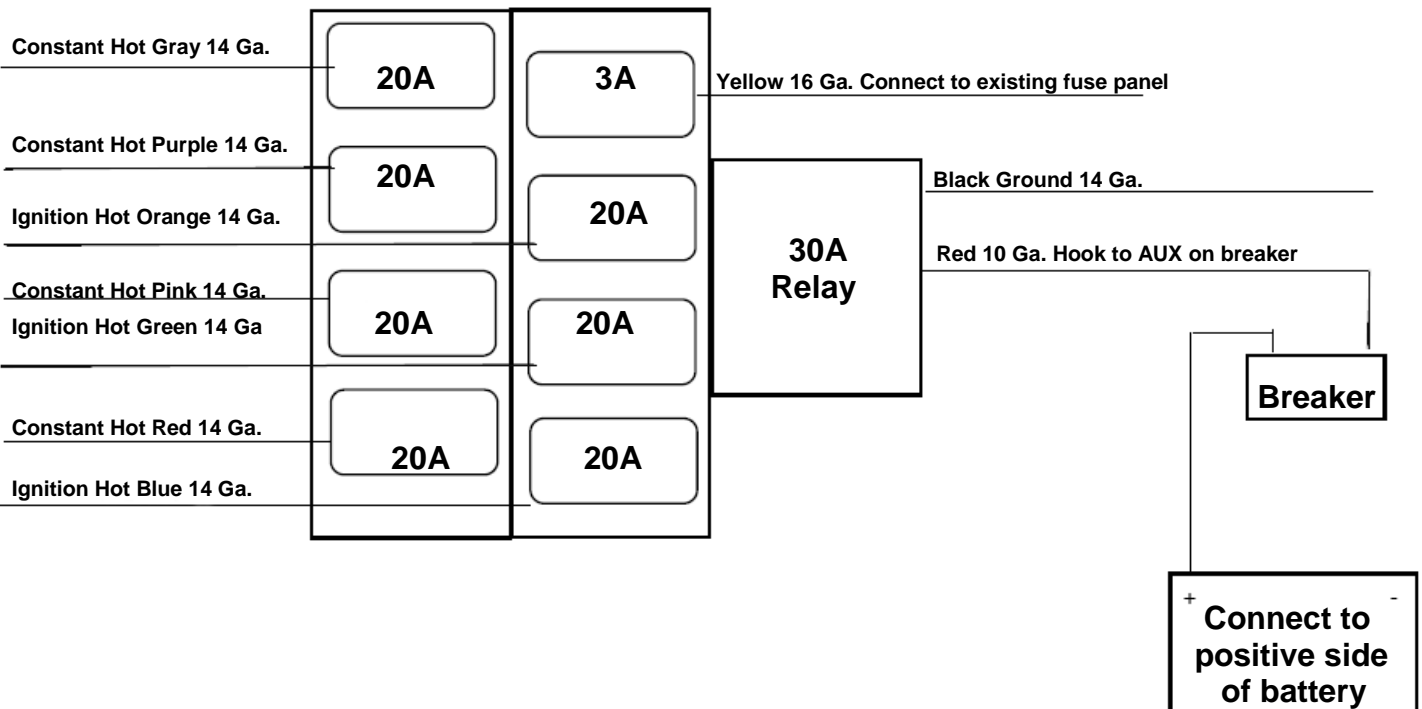 Constant Hot Gray 14 Ga.
20A
3A
Yellow 16 Ga. Connect to existing fuse panel
Constant Hot Purple 14 Ga.
20A
Black Ground 14 Ga.
Ignition Hot Orange 14 Ga.
20A
30A
Relay
Red 10 Ga. Hook to AUX on breaker
Constant Hot Pink 14 Ga.
Ignition Hot Green 14 Ga
20A
20A
Breaker
Constant Hot Red 14 Ga.
20A
20A
Ignition Hot Blue 14 Ga.
+ -
Connect to
positive side
of battery